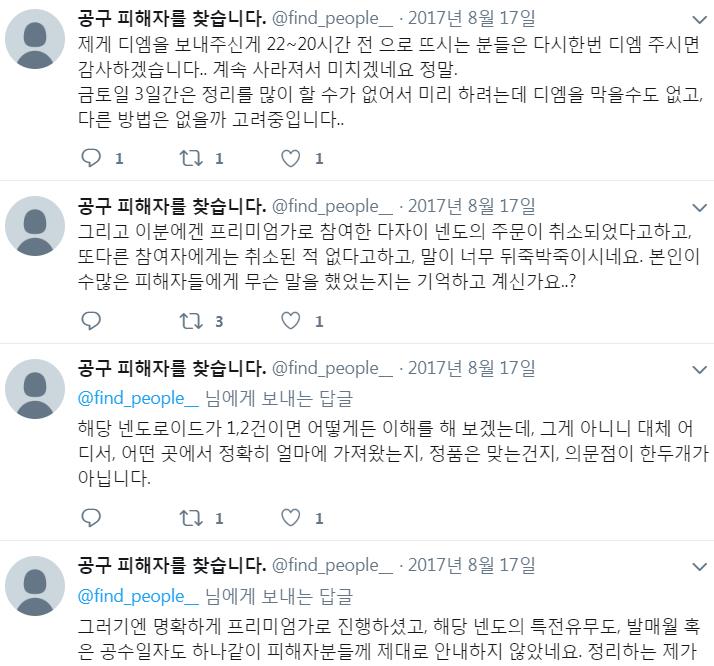 공구 피해자를 찾습니다. @find_people__ · 2017년 8월 17일
제게 디엠을 보내주신게 22~20시간 전 으로 뜨시는 분들은 다시한번 디엠 주시면
감사하겠습니다.. 계속 사라져서 미치겠네요 정말.
금토일 3일간은 정리를 많이 할 수가 없어서 미리 하려는데 디엠을 막을수도 없고,
다른 방법은 없을까 고려중입니다..
1 1 1
공구 피해자를 찾습니다. @find_people__ · 2017년 8월 17일
그리고 이분에겐 프리미엄가로 참여한 다자이 넨도의 주문이 취소되었다고하고,
또다른 참여자에게는 취소된 적 없다고하고, 말이 너무 뒤죽박죽이시네요. 본인이
수많은 피해자들에게 무슨 말을 했었는지는 기억하고 계신가요..?
3 1
공구 피해자를 찾습니다. @find_people__ · 2017년 8월 17일
@find_people__ 님에게 보내는 답글
해당 넨도로이드가 1,2건이면 어떻게든 이해를 해 보겠는데, 그게 아니니 대체 어
디서, 어떤 곳에서 정확히 얼마에 가져왔는지, 정품은 맞는건지, 의문점이 한두개가
아닙니다.
1 1
공구 피해자를 찾습니다. @find_people__ · 2017년 8월 17일
@find_people__ 님에게 보내는 답글
그러기엔 명확하게 프리미엄가로 진행하셨고, 해당 넨도의 특전유무도, 발매월 혹
은 공수일자도 하나같이 피해자분들께 제대로 안내하지 않았네요. 정리하는 제가